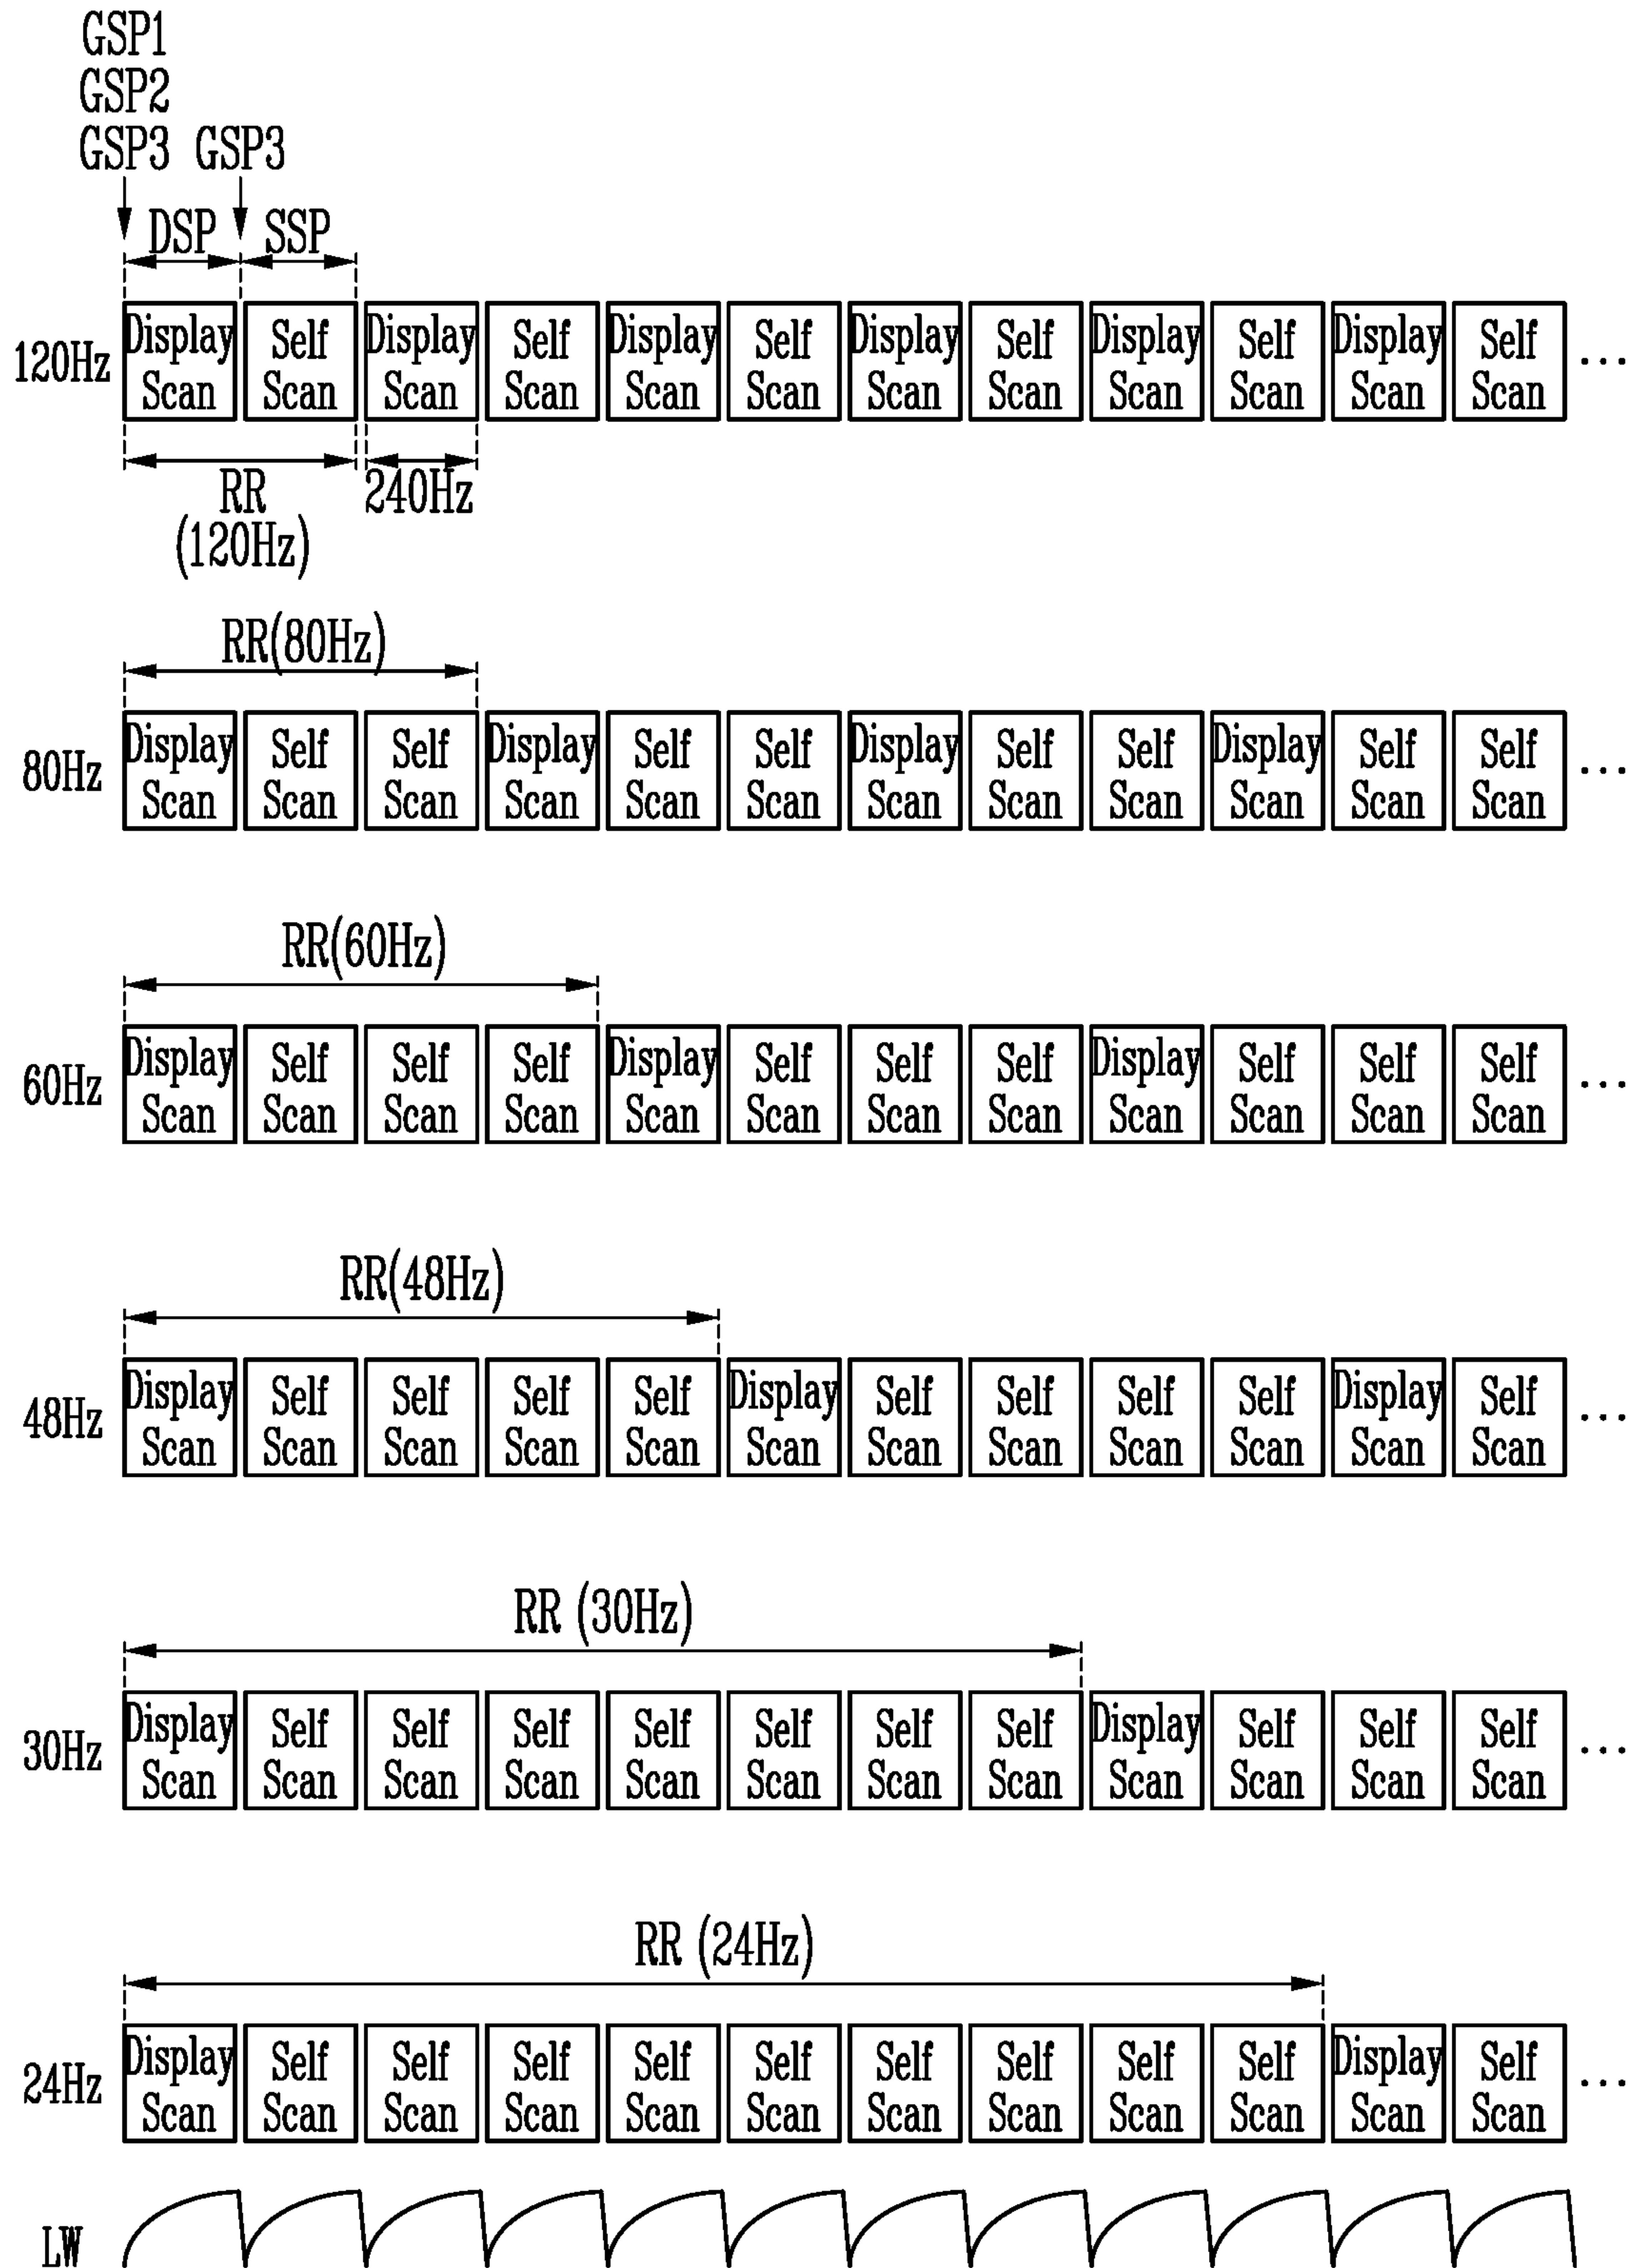 GSP1
GSP2
GSP3 GSP3
DSP SSP
120Hz Display Scan Self Scan Display Scan Self Scan Display Scan Self Scan Display Scan Self Scan Display Scan Self Scan Display Scan Self Scan ...
RR 240Hz
(120Hz)
RR(80Hz)
80Hz Display Scan Self Scan Self Scan Display Scan Self Scan Self Scan Display Scan Self Scan Self Scan Display Scan Self Scan Self Scan ...
RR(60Hz)
60Hz Display Scan Self Scan Self Scan Self Scan Display Scan Self Scan Self Scan Self Scan Display Scan Self Scan Self Scan Self Scan ...
RR(48Hz)
48Hz Display Scan Self Scan Self Scan Self Scan Self Scan Display Scan Self Scan Self Scan Self Scan Self Scan Display Scan Self Scan ...
RR (30Hz)
30Hz Display Scan Self Scan Self Scan Self Scan Self Scan Self Scan Self Scan Self Scan Display Scan Self Scan Self Scan Self Scan ...
RR (24Hz)
24Hz Display Scan Self Scan Self Scan Self Scan Self Scan Self Scan Self Scan Self Scan Self Scan Self Scan Display Scan Self Scan ...
LW